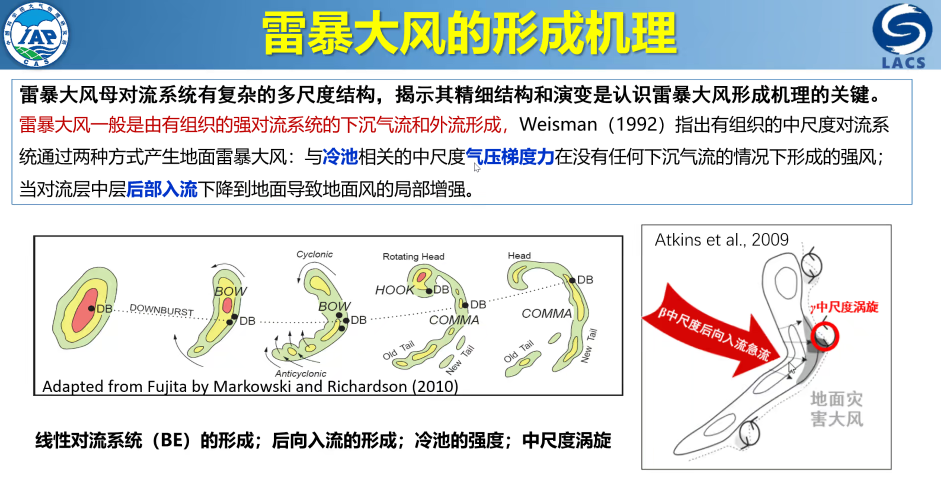 雷暴大风的形成机理
IAP
CAS
LACS
雷暴大风母对流系统有复杂的多尺度结构，揭示其精细结构和演变是认识雷暴大风形成机理的关键。
雷暴大风一般是由有组织的强对流系统的下沉气流和外流形成，Weisman（1992）指出有组织的中尺度对流系
统通过两种方式产生地面雷暴大风：与冷池相关的中尺度气压梯度力在没有任何下沉气流的情况下形成的强风；
当对流层中层后部入流下降到地面导致地面风的局部增强。
DB
DOWNBURST
BOW
DB
Cyclonic
BOW
DB
Anticyclonic
Rotating Head
HOOK
DB
DB
COMMA
Old Tail
New Tail
Head
DB
COMMA
Old Tail
New Tail
Adapted from Fujita by Markowski and Richardson (2010)
Atkins et al., 2009
γ中尺度涡旋
β中尺度后向入流急流
地面灾
害大风
线性对流系统（BE）的形成；后向入流的形成；冷池的强度；中尺度涡旋